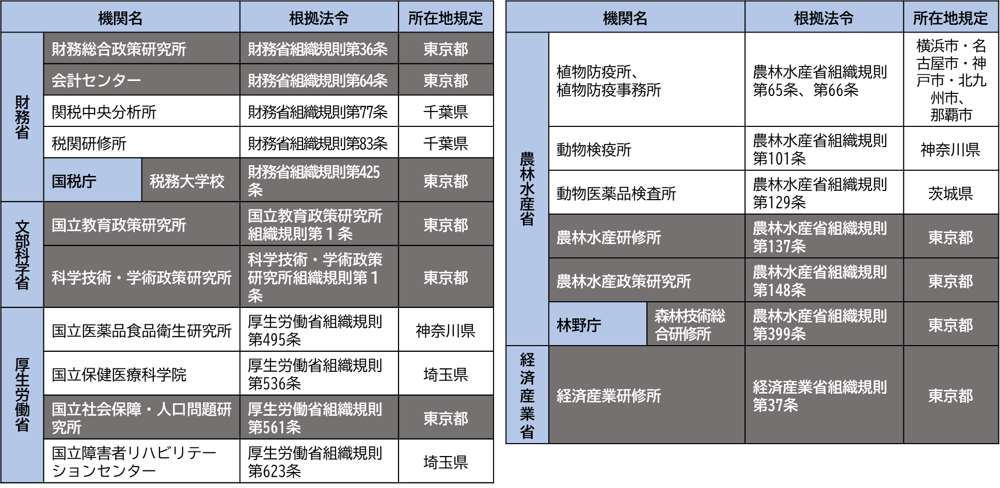 機関名 根拠法令 所在地規定
財務省
財務総合政策研究所 財務省組織規則第36条 東京都
会計センター 財務省組織規則第64条 東京都
関税中央分析所 財務省組織規則第77条 千葉県
税関研修所 財務省組織規則第83条 千葉県
国税庁 税務大学校 財務省組織規則第425
条 東京都
文部科学省
国立教育政策研究所 国立教育政策研究所
組織規則第１条 東京都
科学技術・学術政策研究所 科学技術・学術政策
研究所組織規則第１
条 東京都
厚生労働省
国立医薬品食品衛生研究所 厚生労働省組織規則
第495条 神奈川県
国立保健医療科学院 厚生労働省組織規則
第536条 埼玉県
国立社会保障・人口問題研
究所 厚生労働省組織規則
第561条 東京都
国立障害者リハビリテー
ションセンター 厚生労働省組織規則
第623条 埼玉県
機関名 根拠法令 所在地規定
農林水産省
植物防疫所、
植物防疫事務所 農林水産省組織規則
第65条、第66条 横浜市・名
古屋市・神
戸市・北九
州市、
那覇市
動物検疫所 農林水産省組織規則
第101条 神奈川県
動物医薬品検査所 農林水産省組織規則
第129条 茨城県
農林水産研修所 農林水産省組織規則
第137条 東京都
農林水産政策研究所 農林水産省組織規則
第148条 東京都
林野庁 森林技術総
合研修所 農林水産省組織規則
第399条 東京都
経済産業省
経済産業研修所 経済産業省組織規則
第37条 東京都